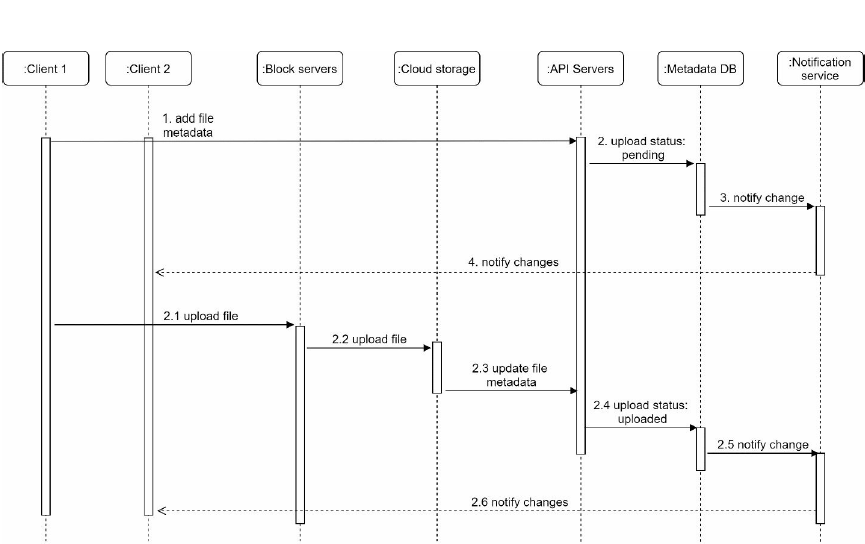 :Client 1
:Client 2
:Block servers
:Cloud storage
:API Servers
:Metadata DB
:Notification
service
1. add file
metadata
2. upload status:
pending
3. notify change
4. notify changes
2.1 upload file
2.2 upload file
2.3 update file
metadata
2.4 upload status:
uploaded
2.5 notify change
2.6 notify changes